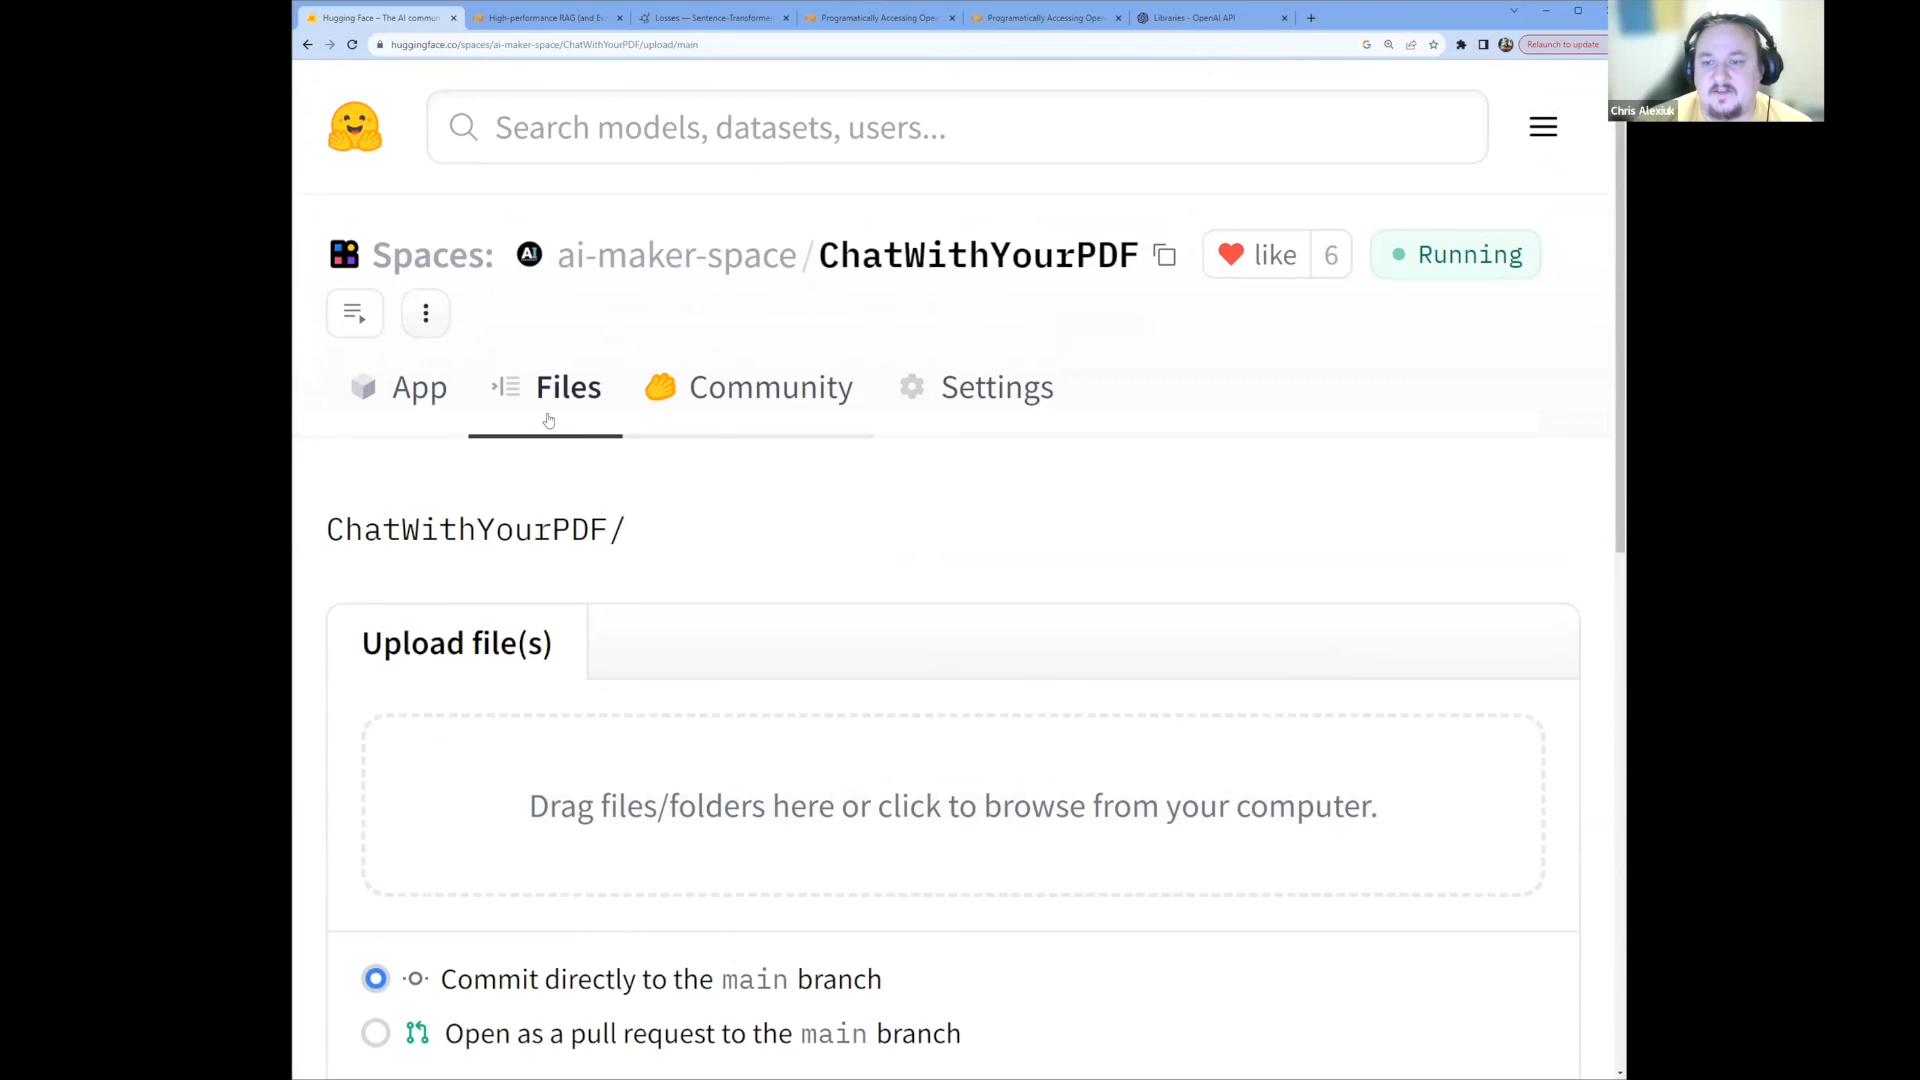 Hugging Face – The AI commun
High-performance RAG (and Ev
Losses — Sentence-Transforme
Programatically Accessing Open
Programatically Accessing Open
Libraries - OpenAI API
huggingface.co/spaces/ai-maker-space/ChatWithYourPDF/upload/main
Relaunch to update
Chris Alexiuk
Search models, datasets, users...
Spaces: AI ai-maker-space/ChatWithYourPDF like 6 Running
App Files Community Settings
ChatWithYourPDF/
Upload file(s)
Drag files/folders here or click to browse from your computer.
Commit directly to the main branch
Open as a pull request to the main branch